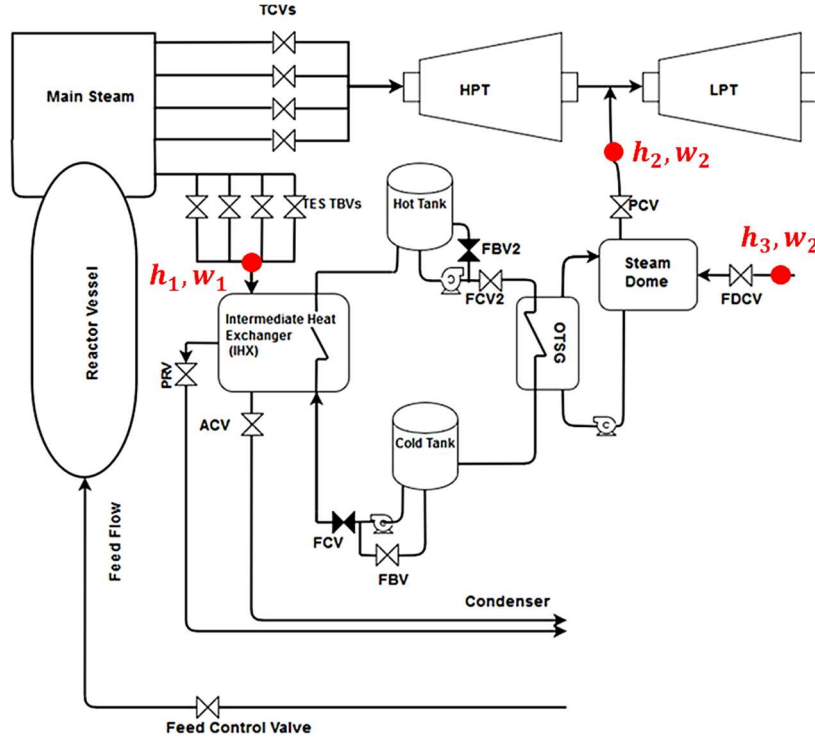 TCVs
Main Steam
HPT
LPT
TES TBVs
h₁, w₁
Hot Tank
FBV2
FCV2
h₂, w₂
PCV
h₃, w₂
Steam
Dome
FDCV
Reactor Vessel
Intermediate Heat
Exchanger
(IHX)
OTSG
PRV
ACV
Cold Tank
C
C
C
FCV
FBV
Feed Flow
Condenser
Feed Control Valve